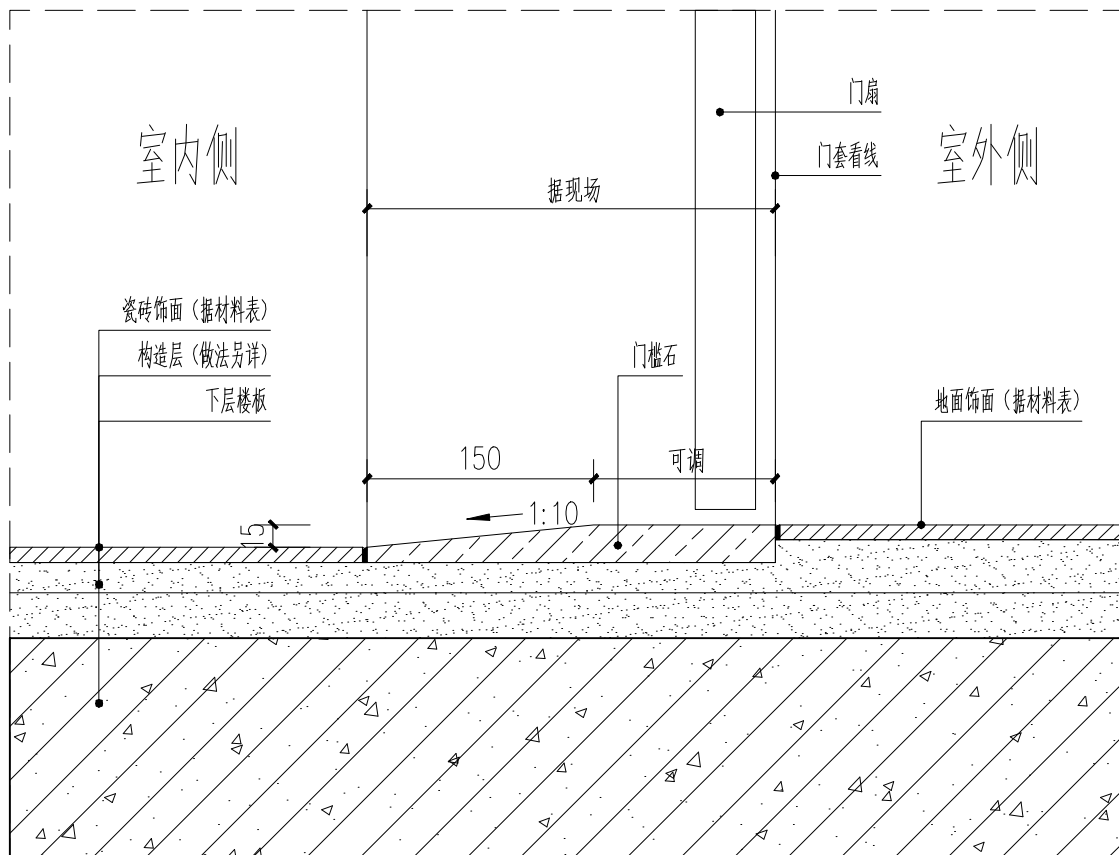 门扇
室内侧
门套看线
室外侧
据现场
瓷砖饰面（据材料表）
构造层（做法另详）
门槛石
下层楼板
地面饰面（据材料表）
150
可调
1:10
15